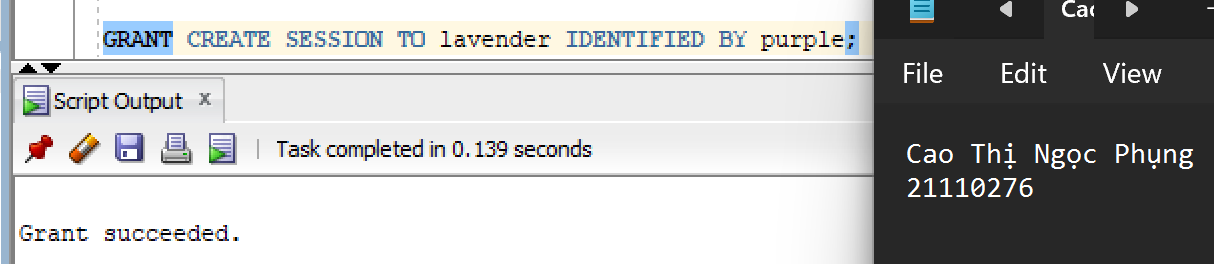 GRANT CREATE SESSION TO lavender IDENTIFIED BY purple;
Script Output x
Task completed in 0.139 seconds
Grant succeeded.
File Edit View
Cao Thị Ngọc Phụng
21110276